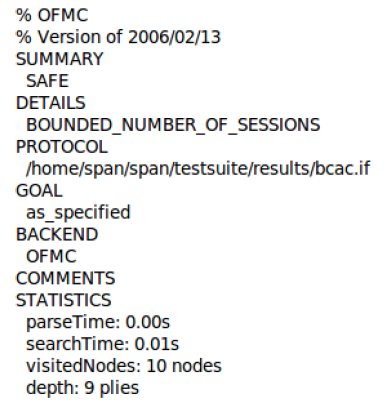 % OFMC
% Version of 2006/02/13
SUMMARY
SAFE
DETAILS
BOUNDED_NUMBER_OF_SESSIONS
PROTOCOL
/home/span/span/testsuite/results/bcac.if
GOAL
as_specified
BACKEND
OFMC
COMMENTS
STATISTICS
parseTime: 0.00s
searchTime: 0.01s
visitedNodes: 10 nodes
depth: 9 plies